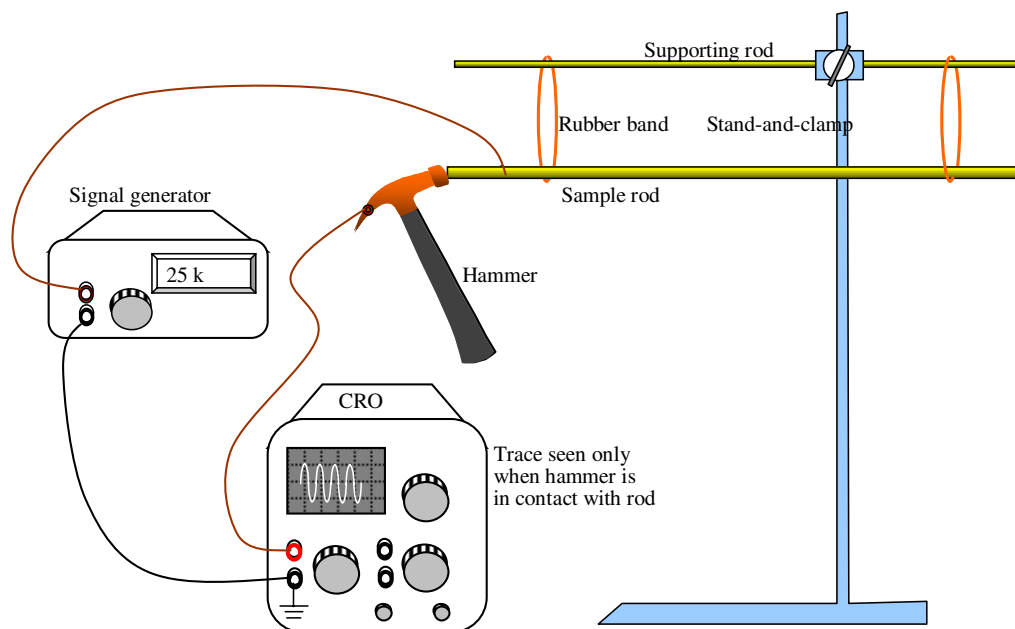 Supporting rod
Rubber band
Stand-and-clamp
Signal generator
Sample rod
25 k
Hammer
CRO
Trace seen only
when hammer is
in contact with rod